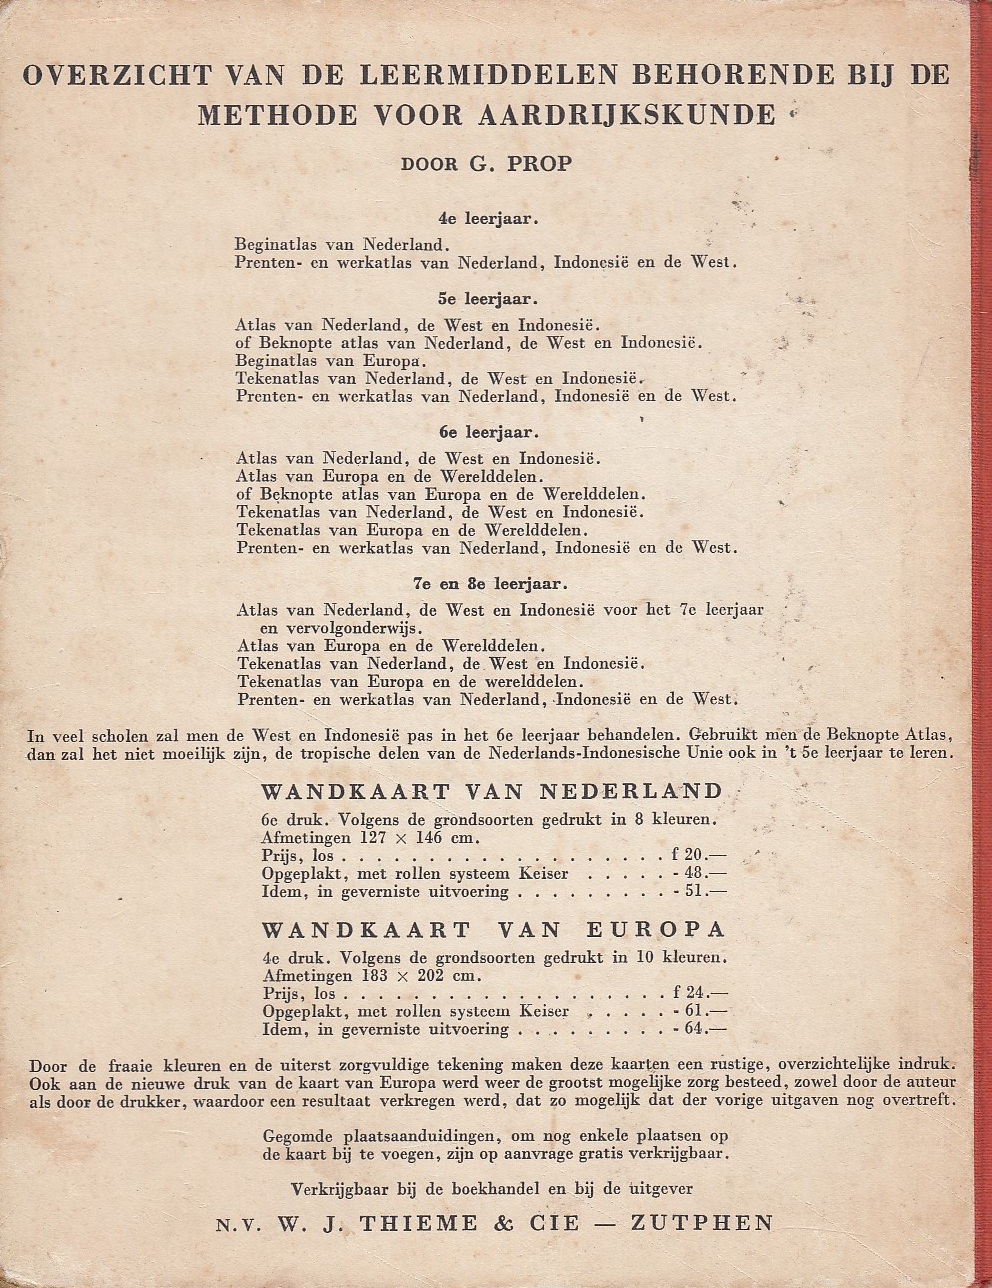 OVERZICHT VAN DE LEERMIDDELEN BEHORENDE BIJ DE
METHODE VOOR AARDRIJKSKUNDE
DOOR G. PROP
4e leerjaar.
Beginatlas van Nederland.
Prenten- en werkatlas van Nederland, Indonesië en de West.
5e leerjaar.
Atlas van Nederland, de West en Indonesië.
of Beknopte atlas van Nederland, de West en Indonesië.
Beginatlas van Europa.
Tekenatlas van Nederland, de West en Indonesië.
Prenten- en werkatlas van Nederland, Indonesië en de West.
6e leerjaar.
Atlas van Nederland, de West en Indonesië.
Atlas van Europa en de Werelddelen.
of Beknopte atlas van Europa en de Werelddelen.
Tekenatlas van Nederland, de West en Indonesië.
Tekenatlas van Europa en de Werelddelen.
Prenten- en werkatlas van Nederland, Indonesië en de West.
7e en 8e leerjaar.
Atlas van Nederland, de West en Indonesië voor het 7e leerjaar
en vervolgonderwijs.
Atlas van Europa en de Werelddelen.
Tekenatlas van Nederland, de West en Indonesië.
Tekenatlas van Europa en de werelddelen.
Prenten- en werkatlas van Nederland, Indonesië en de West.
In veel scholen zal men de West en Indonesië pas in het 6e leerjaar behandelen. Gebruikt men de Beknopte Atlas,
dan zal het niet moeilijk zijn, de tropische delen van de Nederlands-Indonesische Unie ook in 't 5e leerjaar te leren.
WANDKAART VAN NEDERLAND
6e druk. Volgens de grondsoorten gedrukt in 8 kleuren.
Afmetingen 127 × 146 cm.
Prijs, los . . . . . . . . . . . . . . . . . . . f 20.—
Opgeplakt, met rollen systeem Keiser . . . . . - 48.—
Idem, in geverniste uitvoering . . . . . . . . . - 51.—
WANDKAART VAN EUROPA
4e druk. Volgens de grondsoorten gedrukt in 10 kleuren.
Afmetingen 183 × 202 cm.
Prijs, los . . . . . . . . . . . . . . . . . . . f 24.—
Opgeplakt, met rollen systeem Keiser . . . . . - 61.—
Idem, in geverniste uitvoering . . . . . . . . . - 64.—
Door de fraaie kleuren en de uiterst zorgvuldige tekening maken deze kaarten een rustige, overzichtelijke indruk.
Ook aan de nieuwe druk van de kaart van Europa werd weer de grootst mogelijke zorg besteed, zowel door de auteur
als door de drukker, waardoor een resultaat verkregen werd, dat zo mogelijk dat der vorige uitgaven nog overtreft.
Gegomde plaatsaanduidingen, om nog enkele plaatsen op
de kaart bij te voegen, zijn op aanvrage gratis verkrijgbaar.
Verkrijgbaar bij de boekhandel en bij de uitgever
N.V. W. J. THIEME & CIE — ZUTPHEN